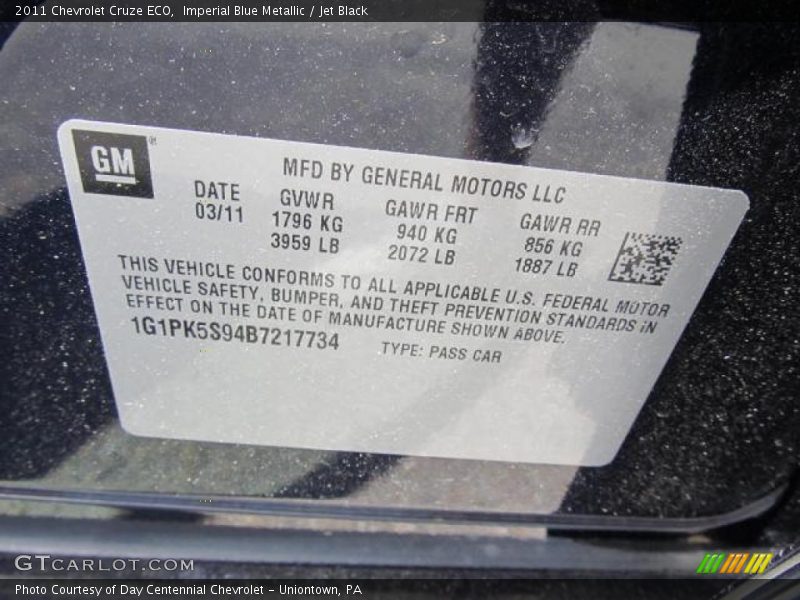 2011 Chevrolet Cruze ECO, Imperial Blue Metallic / Jet Black
GM
MFD BY GENERAL MOTORS LLC
DATE GVWR GAWR FRT GAWR RR
03/11 1796 KG 940 KG 856 KG
3959 LB 2072 LB 1887 LB
THIS VEHICLE CONFORMS TO ALL APPLICABLE U.S. FEDERAL MOTOR
VEHICLE SAFETY, BUMPER, AND THEFT PREVENTION STANDARDS IN
EFFECT ON THE DATE OF MANUFACTURE SHOWN ABOVE.
1G1PK5S94B7217734 TYPE: PASS CAR
GTCARLOT.COM
Photo Courtesy of Day Centennial Chevrolet - Uniontown, PA